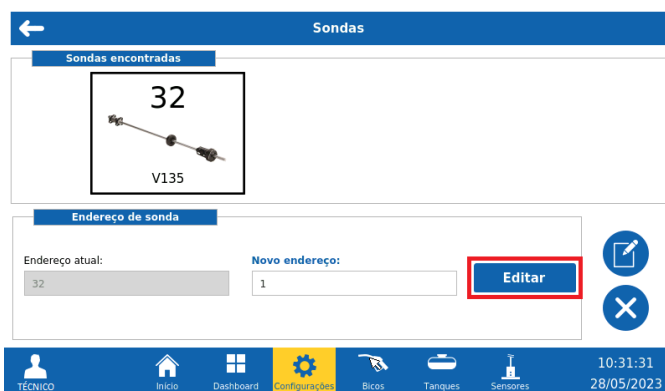 Sondas
Sondas encontradas
32
V135
Endereço de sonda
Endereço atual:
Novo endereço:
32
1
Editar
TÉCNICO
Início
Dashboard
Configurações
Bicos
Tanques
Sensores
10:31:31
28/05/2023